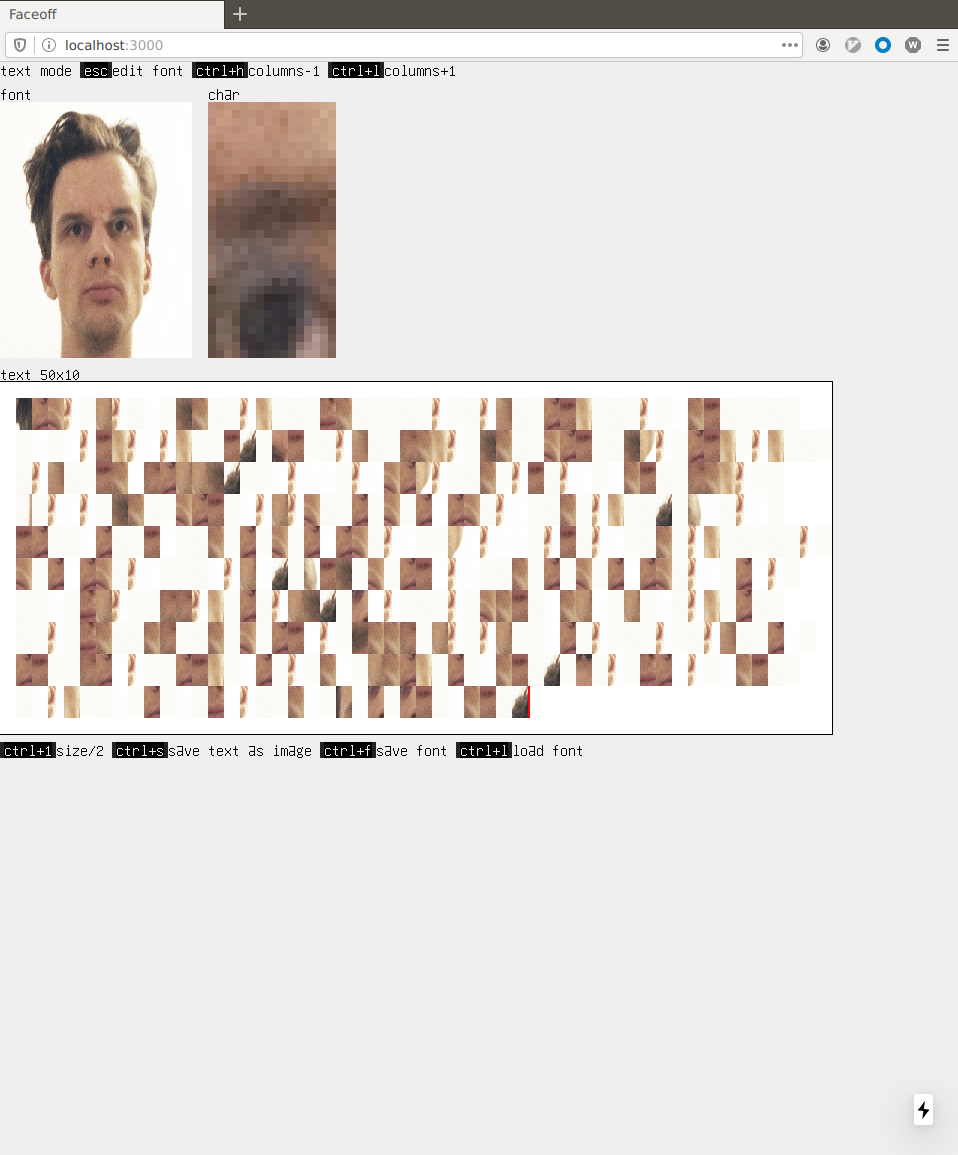 Faceoff
localhost:3000
text mode esc edit font ctrl+h columns-1 ctrl+l columns+1
font char
text 50x10
ctrl+1 size/2 ctrl+s save text as image ctrl+f save font ctrl+l load font